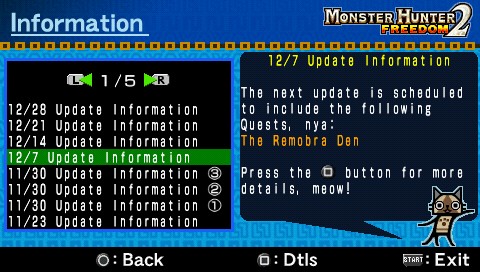 Information
MONSTER HUNTER
FREEDOM 2
L 1/5 R
12/28 Update Information
12/21 Update Information
12/14 Update Information
12/7 Update Information
11/30 Update Information ③
11/30 Update Information ②
11/30 Update Information ①
11/23 Update Information
12/7 Update Information
The next update is scheduled
to include the following
Quests, nya:
The Remobra Den
Press the □ button for more
details, meow!
○: Back
□: Dtls
START: Exit